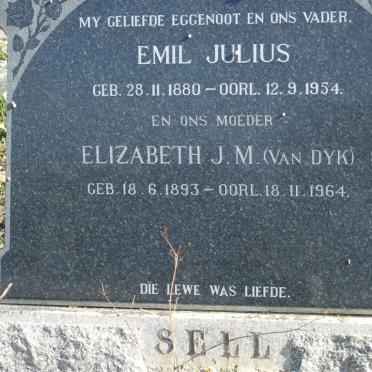 MY GELIEFDE EGGENOOT EN ONS VADER.
EMIL JULIUS
GEB. 28.11.1880 – OORL. 12.9.1954.
EN ONS MOEDER
ELIZABETH J.M. (VAN DYK)
GEB. 18.6.1893 – OORL. 18.11.1964.
DIE LEWE WAS LIEFDE.
SELL